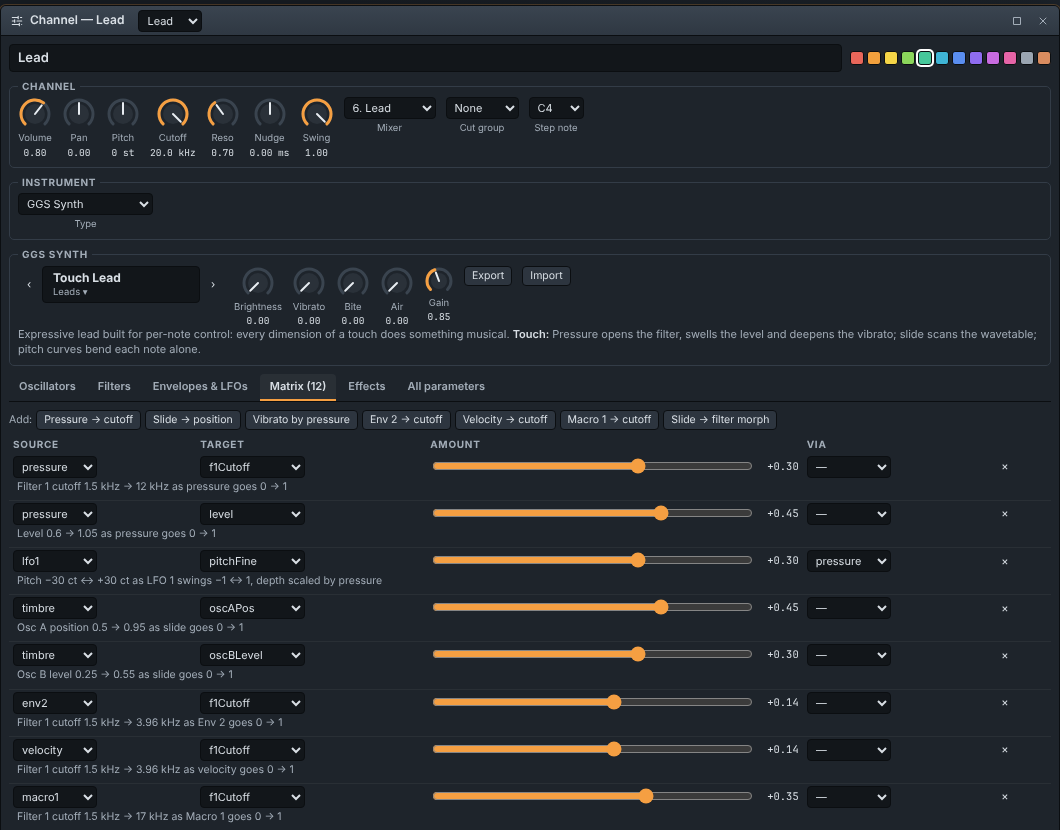 Channel — Lead Lead
Lead
CHANNEL
Volume Pan Pitch Cutoff Reso Nudge Swing
0.80 0.00 0 st 20.0 kHz 0.70 0.00 ms 1.00
6. Lead None C4
Mixer Cut group Step note
INSTRUMENT
GGS Synth
Type
GGS SYNTH
‹ Touch Lead ›
Leads ▾
Brightness Vibrato Bite Air Gain
0.00 0.00 0.00 0.00 0.85
Export Import
Expressive lead built for per-note control: every dimension of a touch does something musical. Touch: Pressure opens the filter, swells the level and deepens the vibrato; slide scans the wavetable;
pitch curves bend each note alone.
Oscillators Filters Envelopes & LFOs Matrix (12) Effects All parameters
Add: Pressure → cutoff Slide → position Vibrato by pressure Env 2 → cutoff Velocity → cutoff Macro 1 → cutoff Slide → filter morph
SOURCE TARGET AMOUNT VIA
pressure f1Cutoff +0.30 — ×
Filter 1 cutoff 1.5 kHz → 12 kHz as pressure goes 0 → 1
pressure level +0.45 — ×
Level 0.6 → 1.05 as pressure goes 0 → 1
lfo1 pitchFine +0.30 pressure ×
Pitch −30 ct ↔ +30 ct as LFO 1 swings −1 ↔ 1, depth scaled by pressure
timbre oscAPos +0.45 — ×
Osc A position 0.5 → 0.95 as slide goes 0 → 1
timbre oscBLevel +0.30 — ×
Osc B level 0.25 → 0.55 as slide goes 0 → 1
env2 f1Cutoff +0.14 — ×
Filter 1 cutoff 1.5 kHz → 3.96 kHz as Env 2 goes 0 → 1
velocity f1Cutoff +0.14 — ×
Filter 1 cutoff 1.5 kHz → 3.96 kHz as velocity goes 0 → 1
macro1 f1Cutoff +0.35 — ×
Filter 1 cutoff 1.5 kHz → 17 kHz as Macro 1 goes 0 → 1